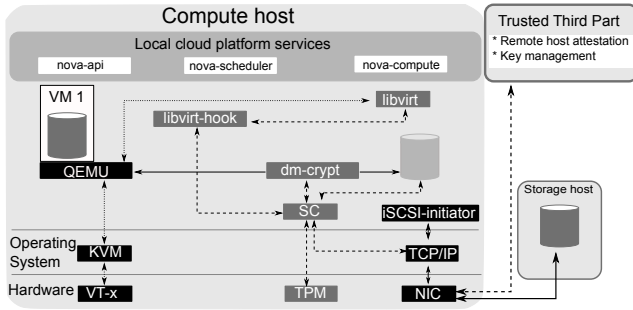 Compute host
Trusted Third Part
* Remote host attestation
* Key management
Local cloud platform services
nova-api
nova-scheduler
nova-compute
VM 1
libvirt
libvirt-hook
QEMU
dm-crypt
SC
iSCSI-initiator
Storage host
Operating
System
KVM
TCP/IP
Hardware
VT-x
TPM
NIC